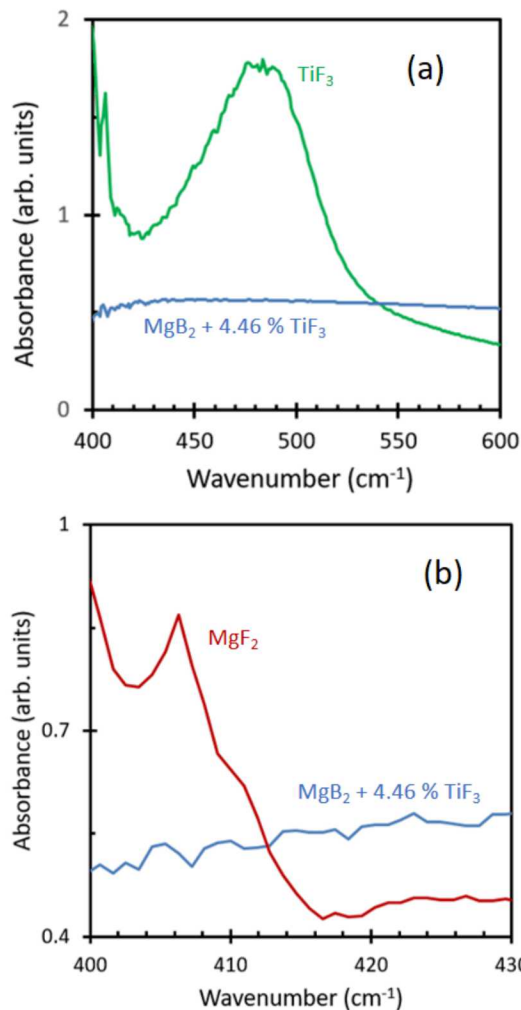 2
(a)
TiF₃
Absorbance (arb. units)
1
MgB₂ + 4.46 % TiF₃
0
400 450 500 550 600
Wavenumber (cm⁻¹)
1
(b)
MgF₂
Absorbance (arb. units)
0.7
MgB₂ + 4.46 % TiF₃
0.4
400 410 420 430
Wavenumber (cm⁻¹)